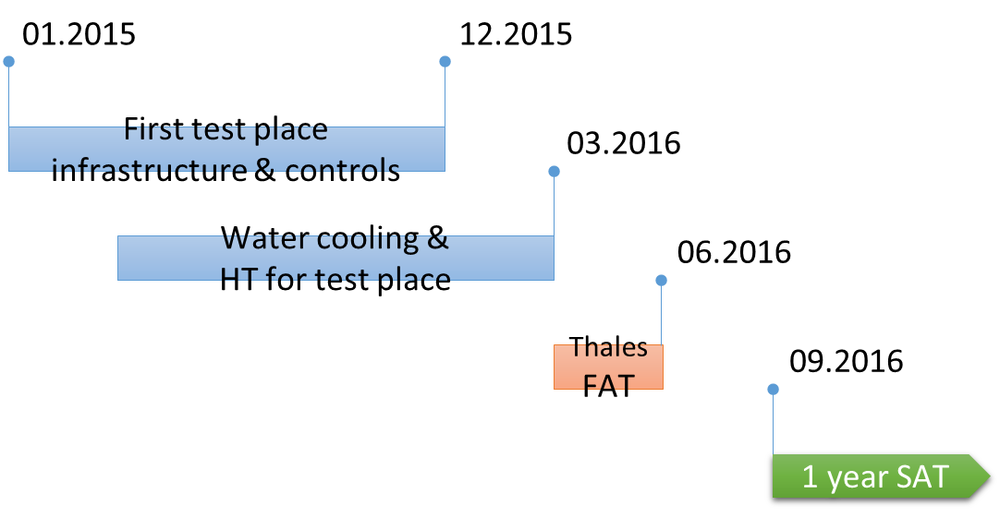 01.2015
12.2015
First test place
infrastructure & controls
03.2016
Water cooling &
HT for test place
06.2016
Thales
FAT
09.2016
1 year SAT